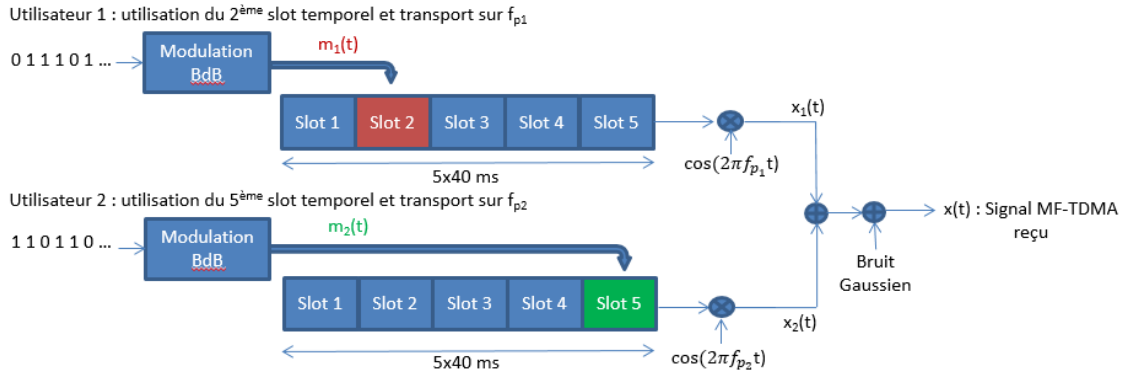 Utilisateur 1 : utilisation du 2ème slot temporel et transport sur fp1
0 1 1 1 0 1 ...
Modulation
BdB
m1(t)
Slot 1 Slot 2 Slot 3 Slot 4 Slot 5
x1(t)
cos(2πfp1t)
5x40 ms
Utilisateur 2 : utilisation du 5ème slot temporel et transport sur fp2
x(t) : Signal MF-TDMA
reçu
1 1 0 1 1 0 ...
Modulation
BdB
m2(t)
Bruit
Gaussien
Slot 1 Slot 2 Slot 3 Slot 4 Slot 5
x2(t)
cos(2πfp2t)
5x40 ms